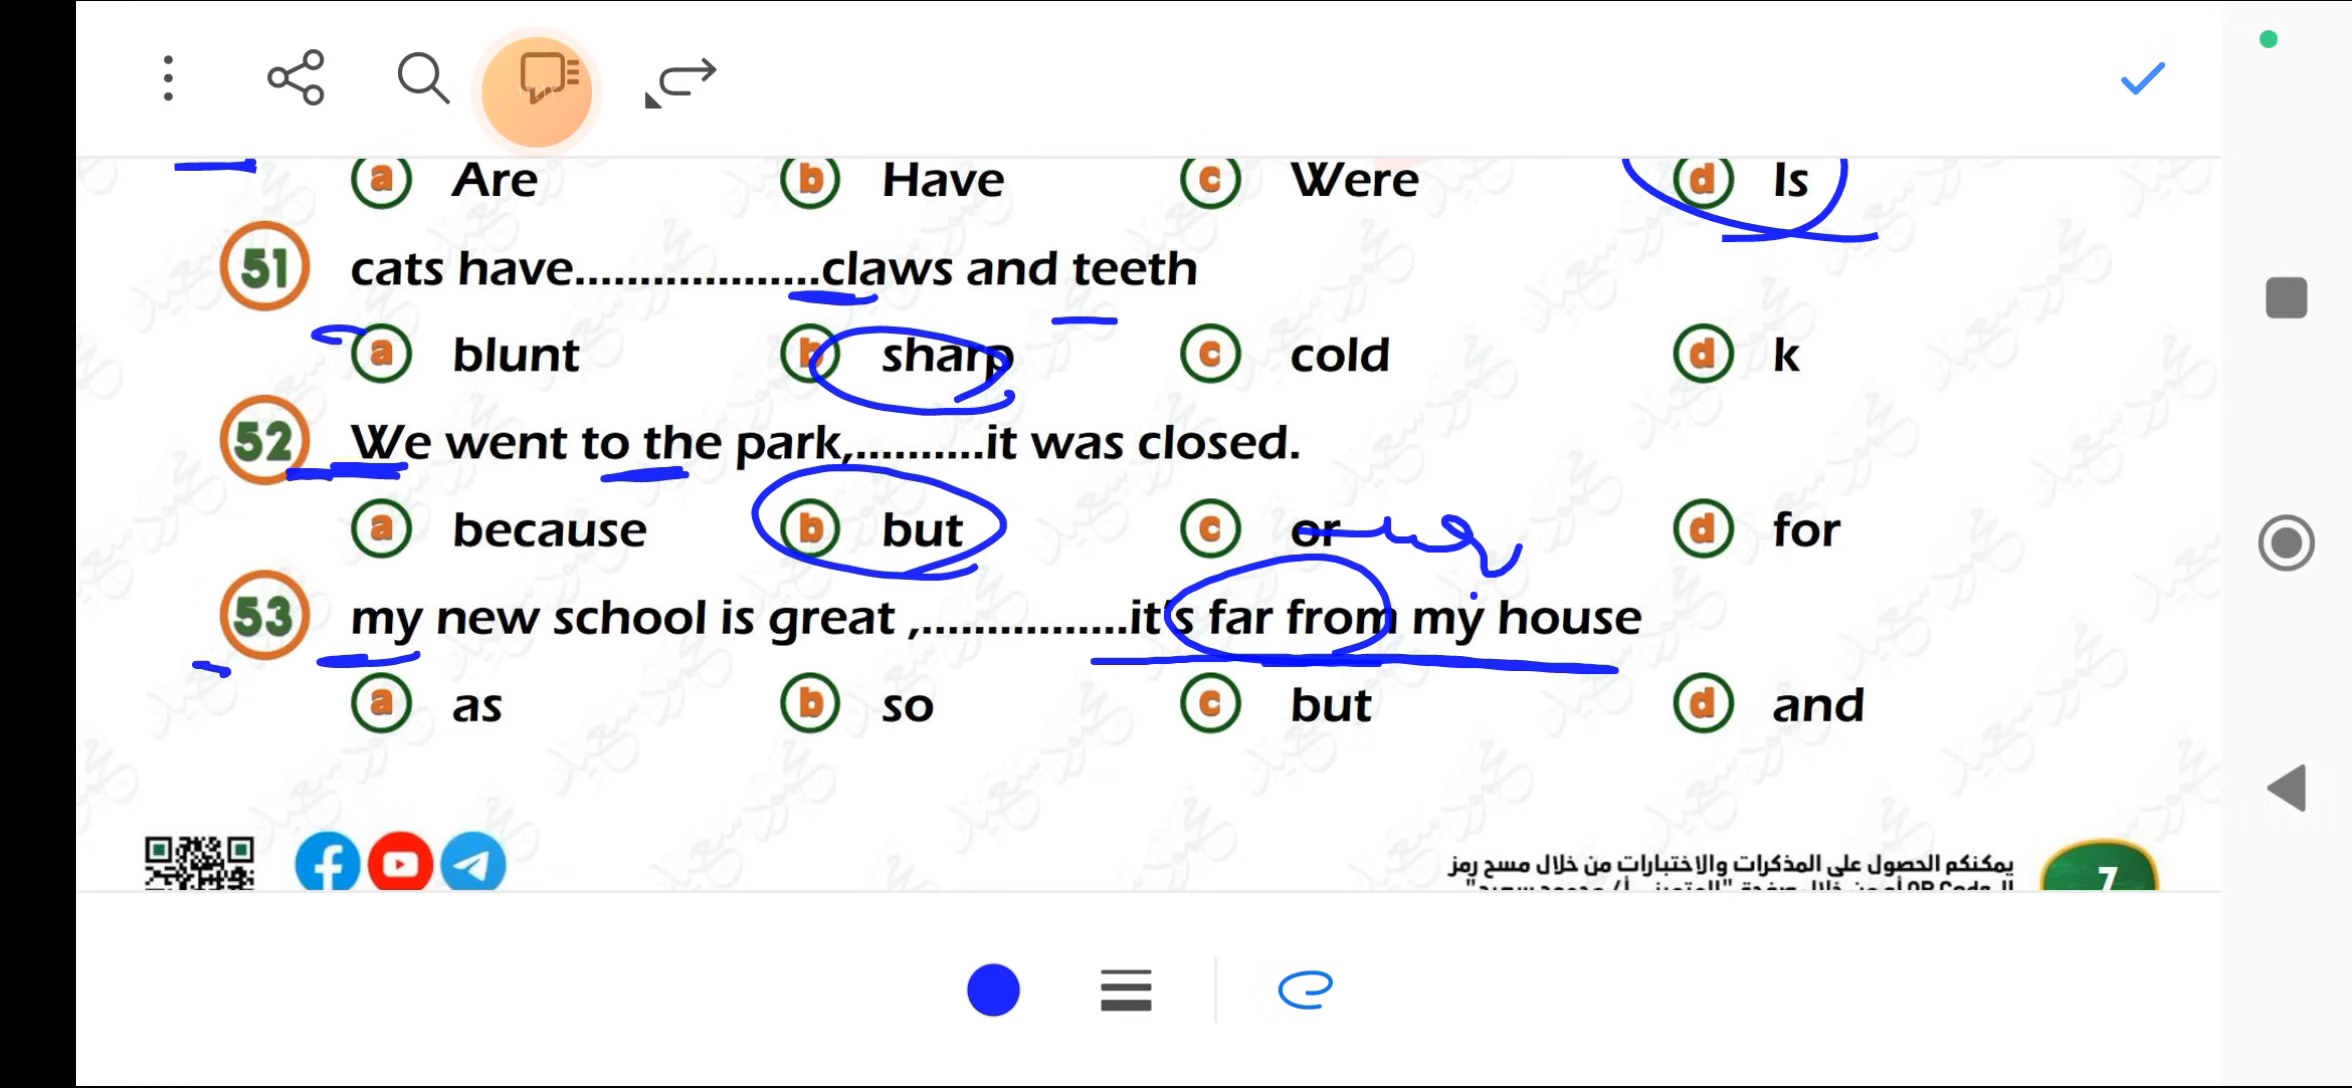 a Are b Have c Were d Is
51 cats have...................claws and teeth
a blunt b sharp c cold d k
52 We went to the park,..........it was closed.
a because b but c or d for
53 my new school is great ,................it's far from my house
a as b so c but d and
يمكنكم الحصول على المذكرات والاختبارات من خلال مسح رمز
7